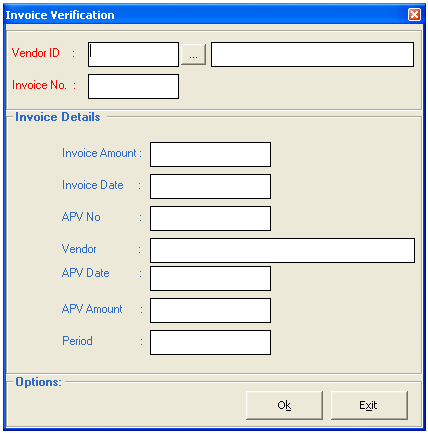 Invoice Verification
Vendor ID : ...
Invoice No. :
Invoice Details
Invoice Amount :
Invoice Date :
APV No :
Vendor :
APV Date :
APV Amount :
Period :
Options:
Ok Exit